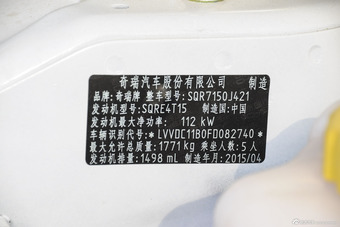 奇瑞汽车股份有限公司 制造
品牌:奇瑞牌 整车型号:SQR7150J421
发动机型号:SQRE4T15 制造国:中国
发动机最大净功率: 112 kW
车辆识别代号:*LVVDC11B0FD082740*
最大允许总质量:1771kg 乘坐人数:5人
发动机排量:1498 mL 制造年月:2015/04